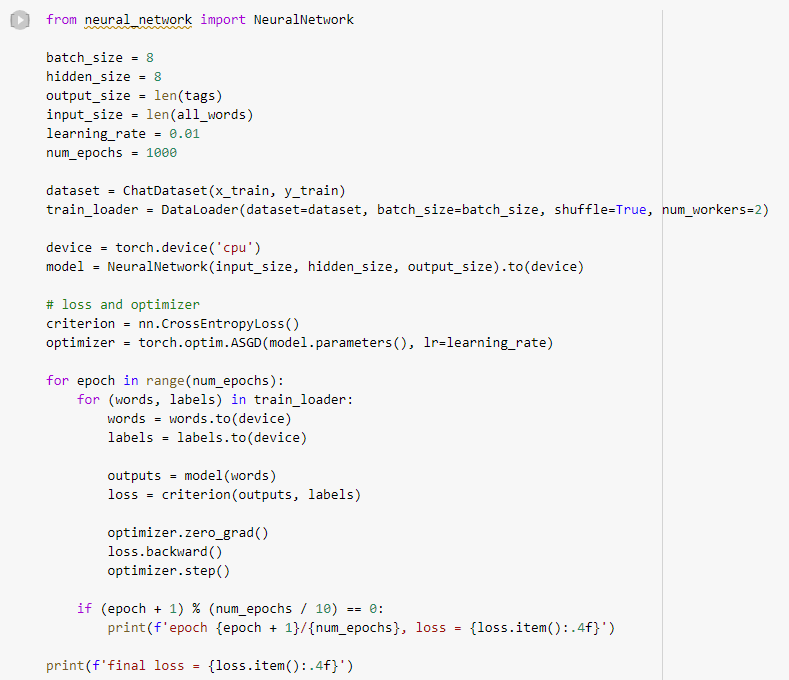 from neural_network import NeuralNetwork

batch_size = 8
hidden_size = 8
output_size = len(tags)
input_size = len(all_words)
learning_rate = 0.01
num_epochs = 1000

dataset = ChatDataset(x_train, y_train)
train_loader = DataLoader(dataset=dataset, batch_size=batch_size, shuffle=True, num_workers=2)

device = torch.device('cpu')
model = NeuralNetwork(input_size, hidden_size, output_size).to(device)

# loss and optimizer
criterion = nn.CrossEntropyLoss()
optimizer = torch.optim.ASGD(model.parameters(), lr=learning_rate)

for epoch in range(num_epochs):
    for (words, labels) in train_loader:
        words = words.to(device)
        labels = labels.to(device)

        outputs = model(words)
        loss = criterion(outputs, labels)

        optimizer.zero_grad()
        loss.backward()
        optimizer.step()

    if (epoch + 1) % (num_epochs / 10) == 0:
        print(f'epoch {epoch + 1}/{num_epochs}, loss = {loss.item():.4f}')

print(f'final loss = {loss.item():.4f}')